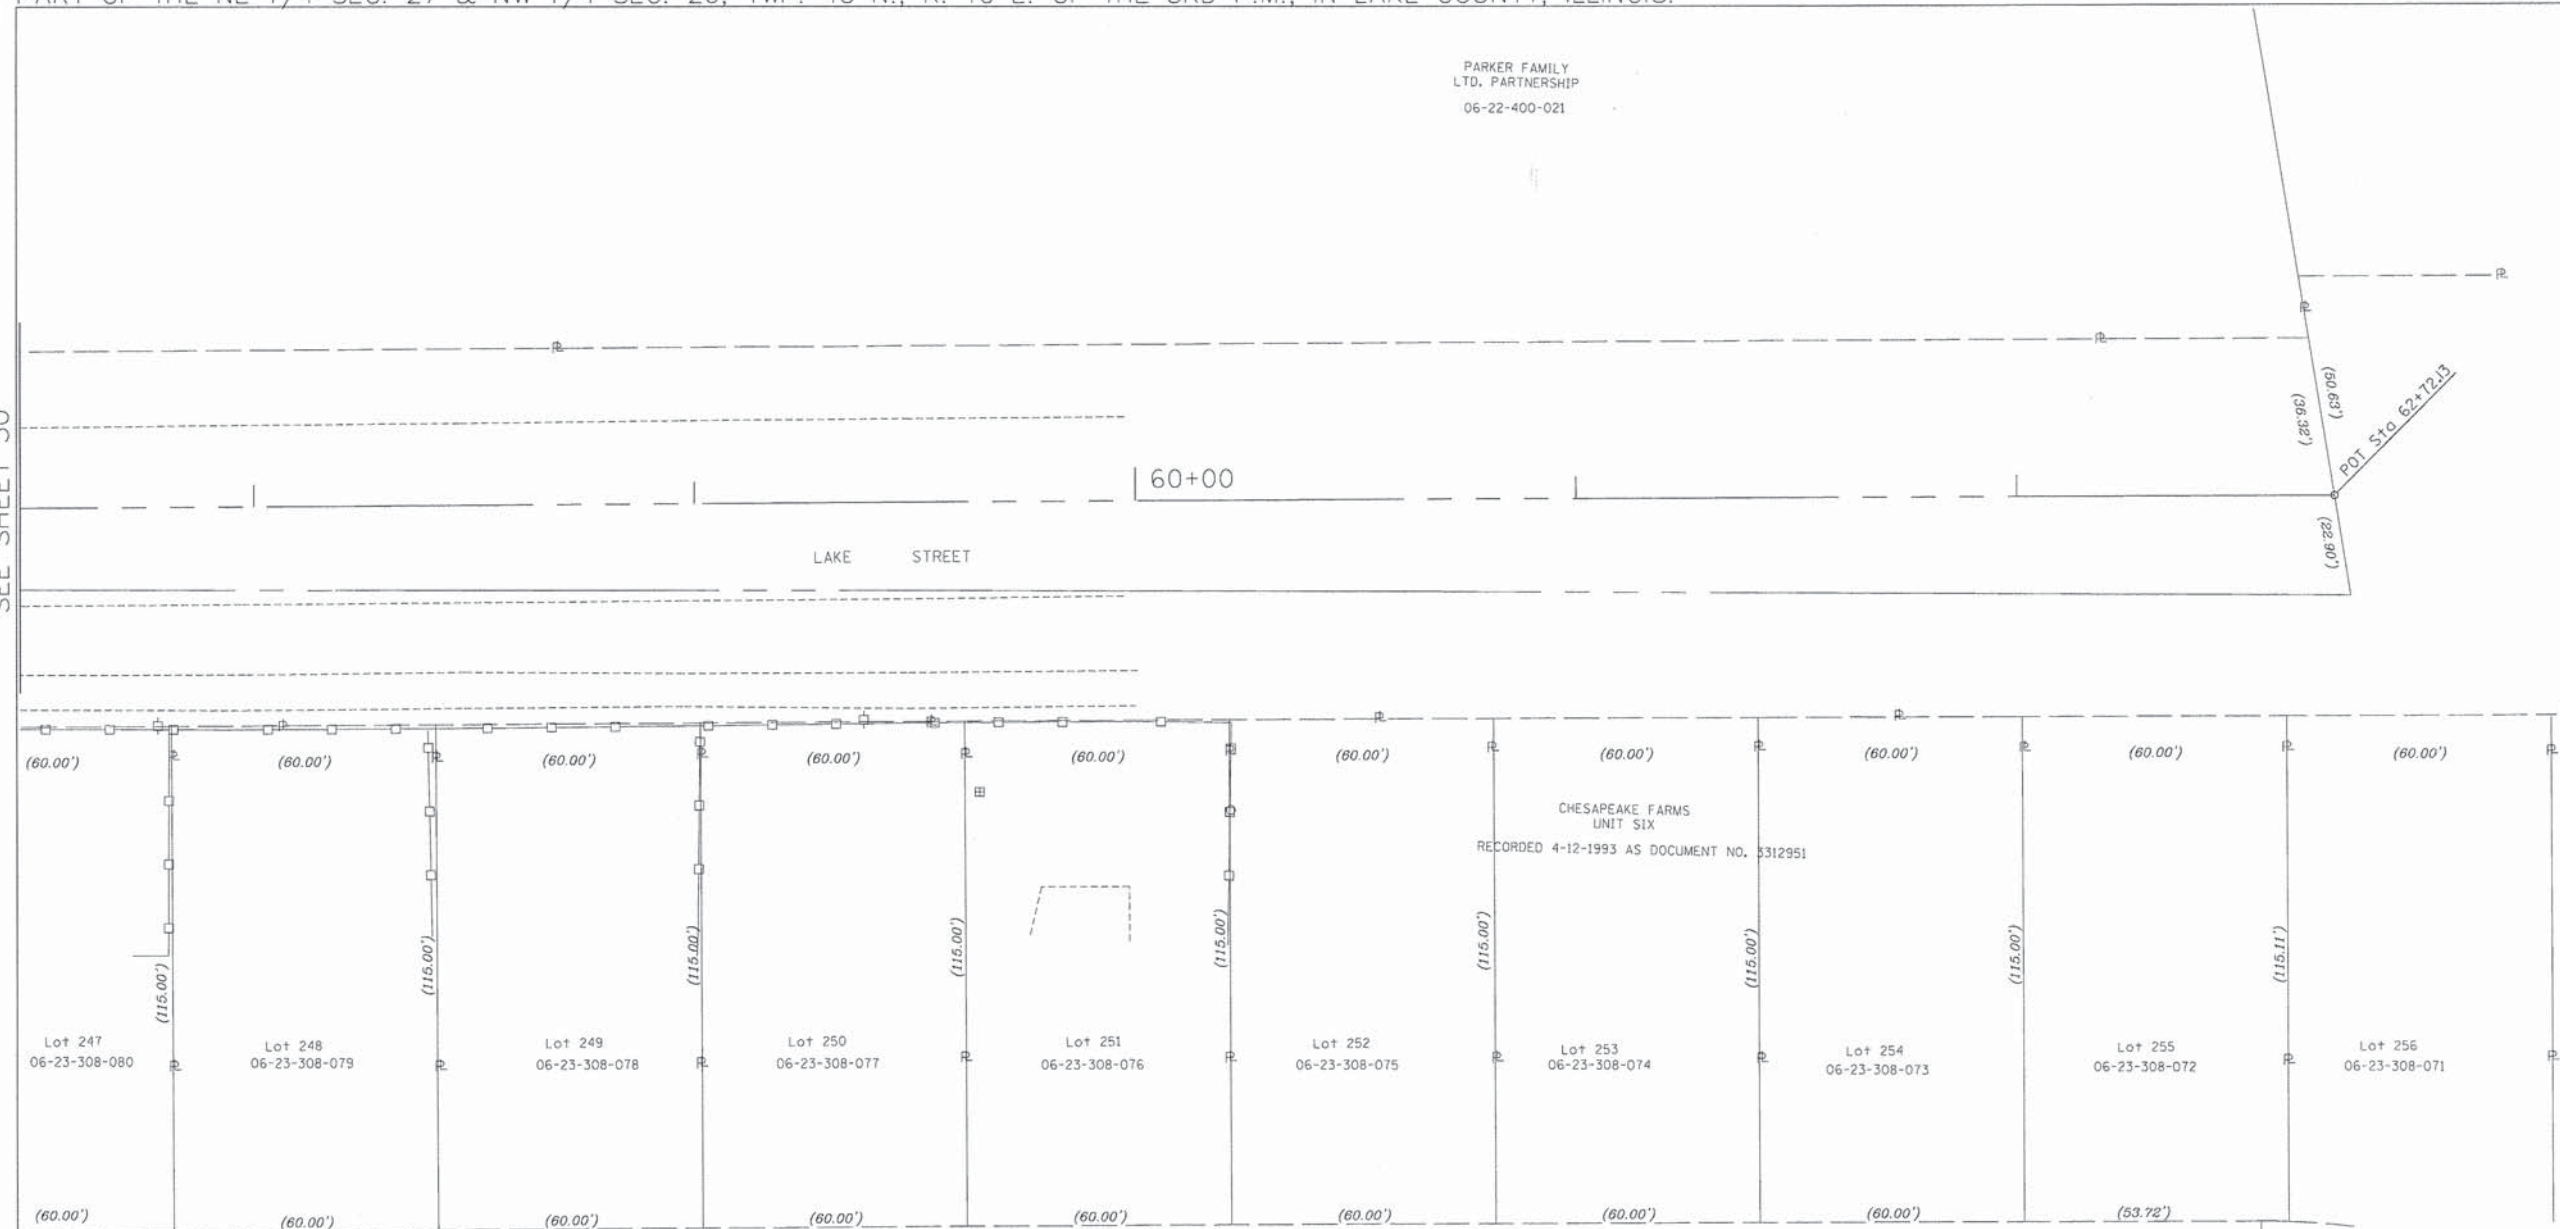 PARKER FAMILY
LTD. PARTNERSHIP
06-22-400-021
SEE SHEET
(50.63')
(36.32')
POT Sta 62+72.13
(22.90')
60+00
LAKE STREET
(60.00') (60.00') (60.00') (60.00') (60.00') (60.00') (60.00') (60.00') (60.00') (60.00')
CHESAPEAKE FARMS
UNIT SIX
RECORDED 4-12-1993 AS DOCUMENT NO. 3312951
(115.00') (115.00') (115.00') (115.00') (115.00') (115.00') (115.00') (115.00') (115.11')
Lot 247
06-23-308-080
Lot 248
06-23-308-079
Lot 249
06-23-308-078
Lot 250
06-23-308-077
Lot 251
06-23-308-076
Lot 252
06-23-308-075
Lot 253
06-23-308-074
Lot 254
06-23-308-073
Lot 255
06-23-308-072
Lot 256
06-23-308-071
(60.00') (60.00') (60.00') (60.00') (60.00') (60.00') (60.00') (60.00') (53.72')